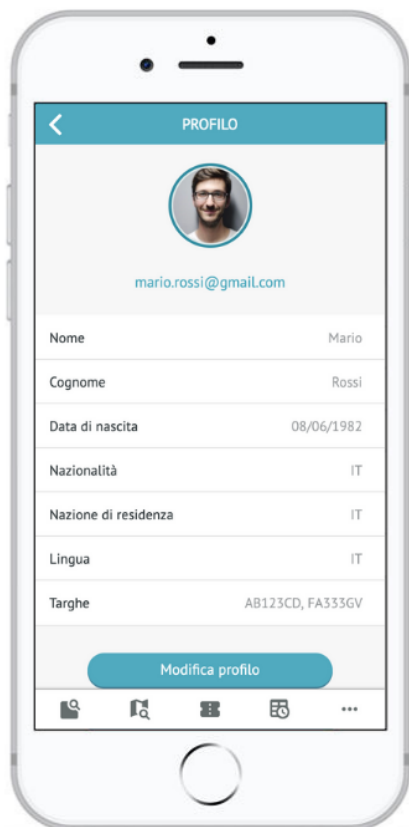 PROFILO
mario.rossi@gmail.com
Nome Mario
Cognome Rossi
Data di nascita 08/06/1982
Nazionalità IT
Nazione di residenza IT
Lingua IT
Targhe AB123CD, FA333GV
Modifica profilo